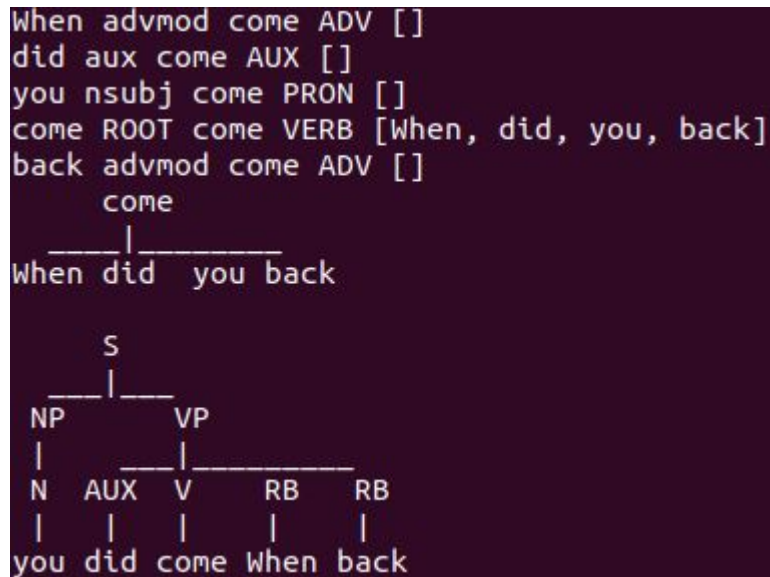 When advmod come ADV []
did aux come AUX []
you nsubj come PRON []
come ROOT come VERB [When, did, you, back]
back advmod come ADV []
come
When did you back
S
NP VP
N AUX V RB RB
you did come When back